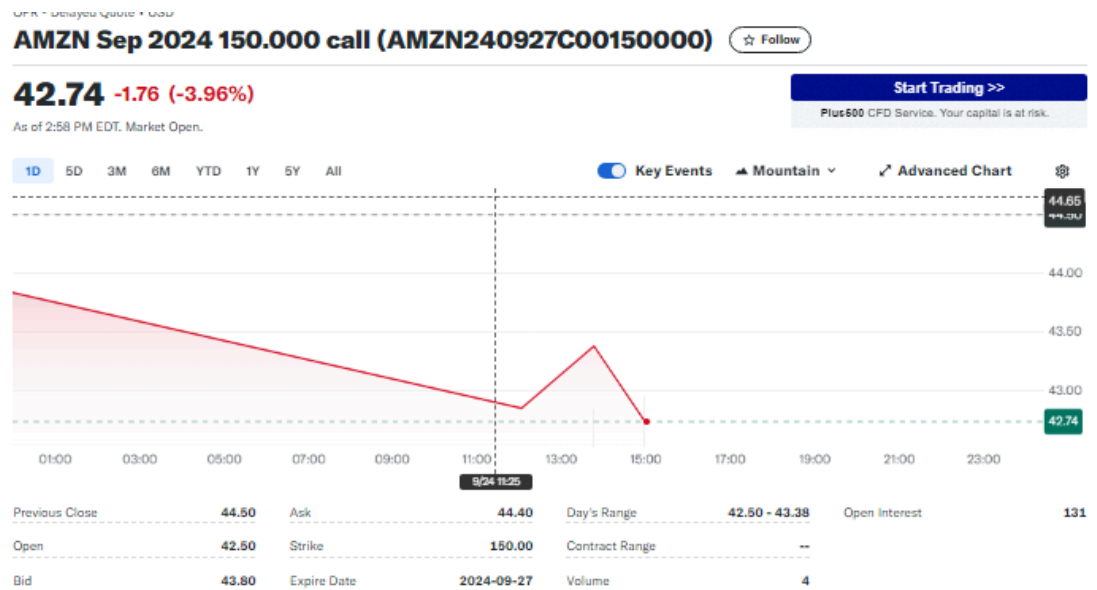 OPR - Delayed Quote • USD
AMZN Sep 2024 150.000 call (AMZN240927C00150000)
☆ Follow
42.74 -1.76 (-3.96%)
As of 2:58 PM EDT. Market Open.
Start Trading >>
Plus500 CFD Service. Your capital is at risk.
1D 5D 3M 6M YTD 1Y 5Y All
Key Events Mountain Advanced Chart
44.65
44.50
44.00
43.50
43.00
42.74
01:00 03:00 05:00 07:00 09:00 11:00 13:00 15:00 17:00 19:00 21:00 23:00
9/24 11:25
Previous Close 44.50 Ask 44.40 Day's Range 42.50 - 43.38 Open Interest 131
Open 42.50 Strike 150.00 Contract Range --
Bid 43.80 Expire Date 2024-09-27 Volume 4